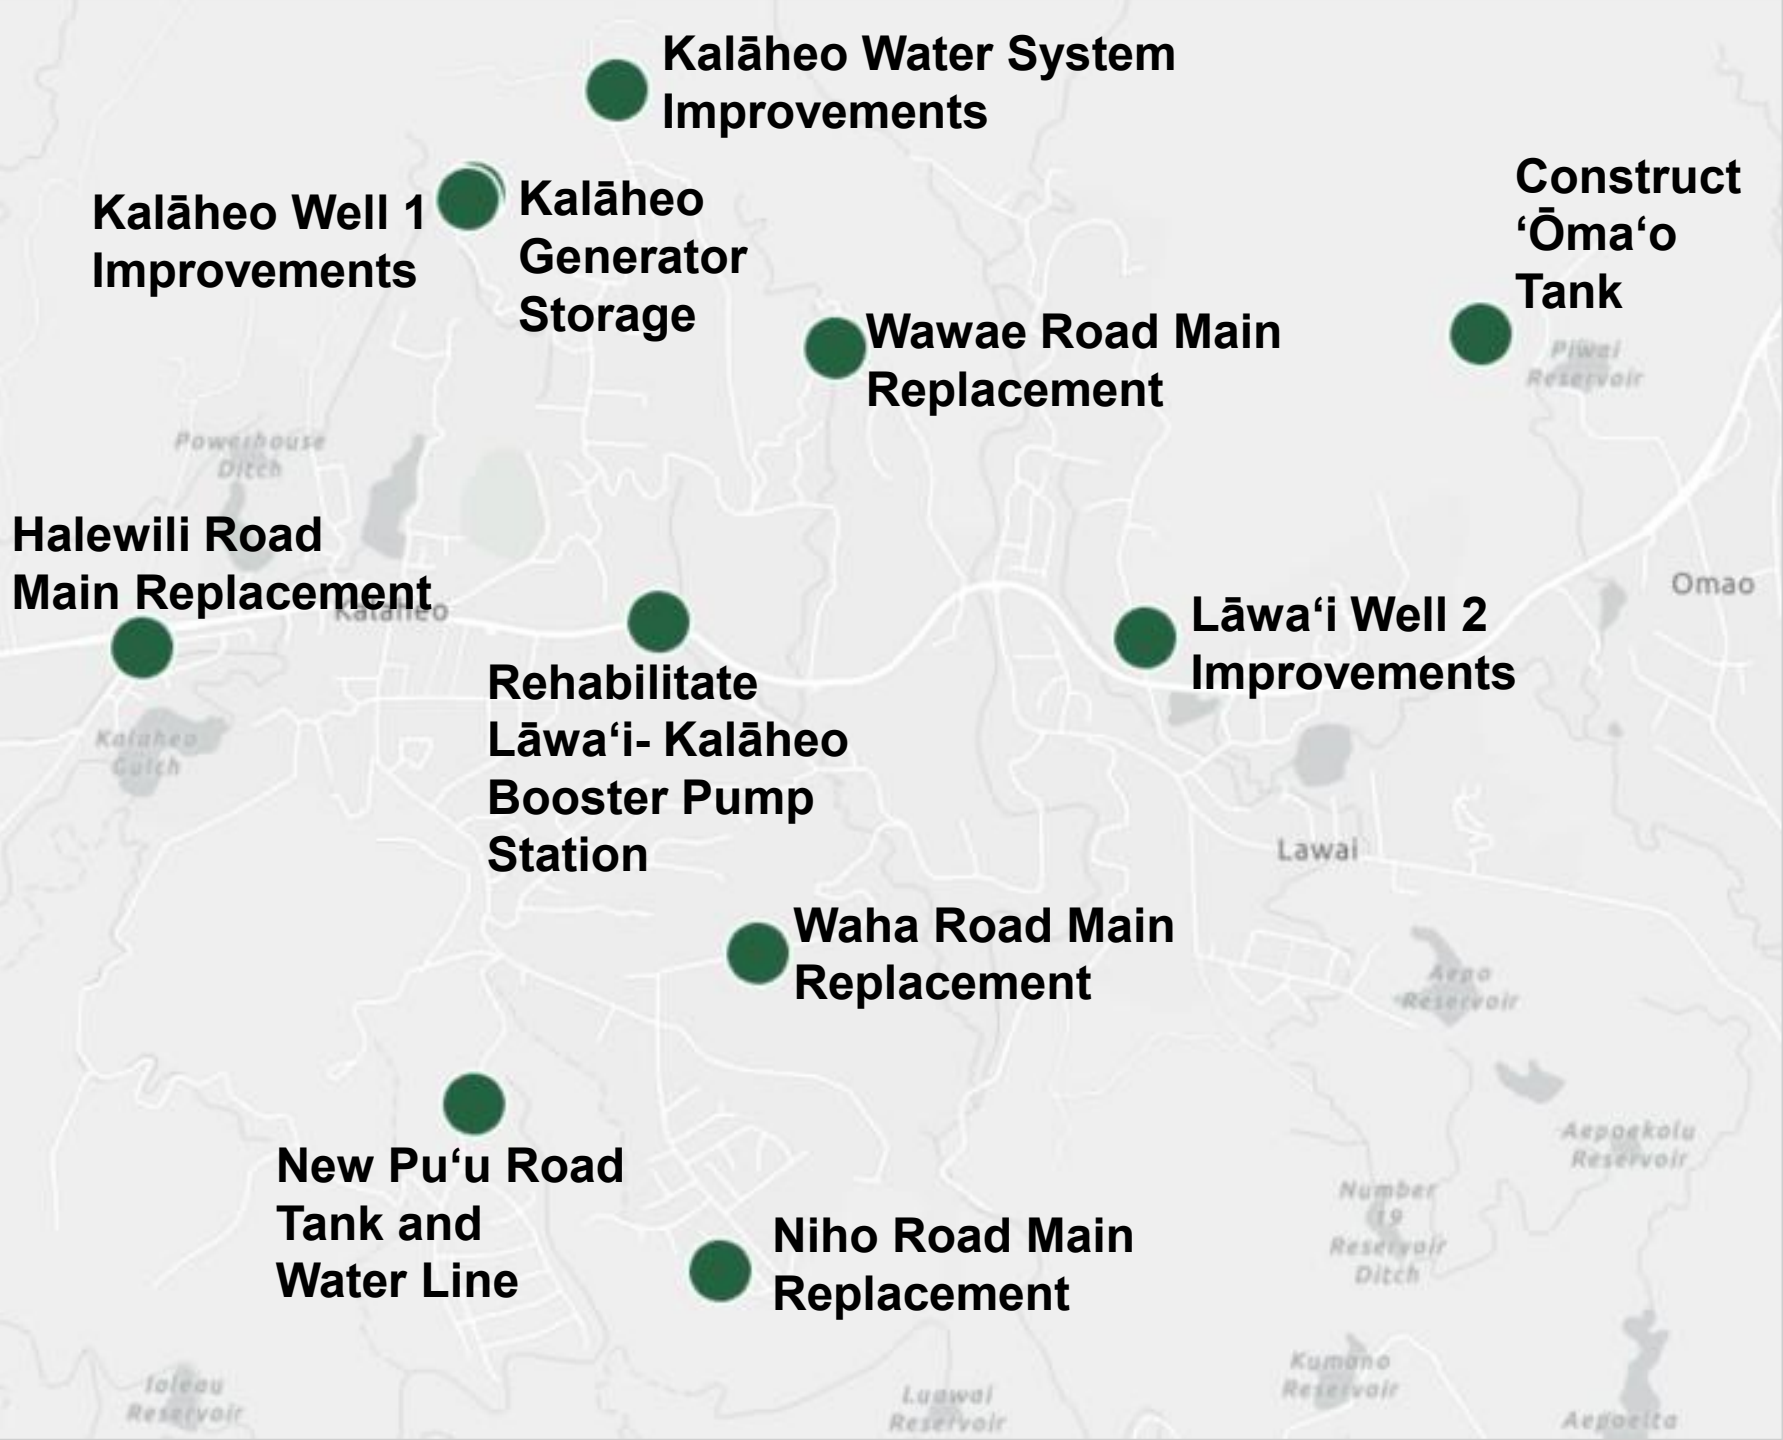 Kalāheo Water System
Improvements
Kalāheo Well 1
Improvements
Kalāheo
Generator
Storage
Construct
ʻŌmaʻo
Tank
Wawae Road Main
Replacement
Piwai
Reservoir
Powerhouse
Ditch
Halewili Road
Main Replacement
Kalaheo
Omao
Lāwaʻi Well 2
Improvements
Rehabilitate
Lāwaʻi- Kalāheo
Booster Pump
Station
Kalaheo
Gulch
Lawai
Waha Road Main
Replacement
Aepo
Reservoir
New Puʻu Road
Tank and
Water Line
Aepoekolu
Reservoir
Number
19
Reservoir
Ditch
Niho Road Main
Replacement
Kumano
Reservoir
Ioleau
Reservoir
Luawai
Reservoir
Aepoeita